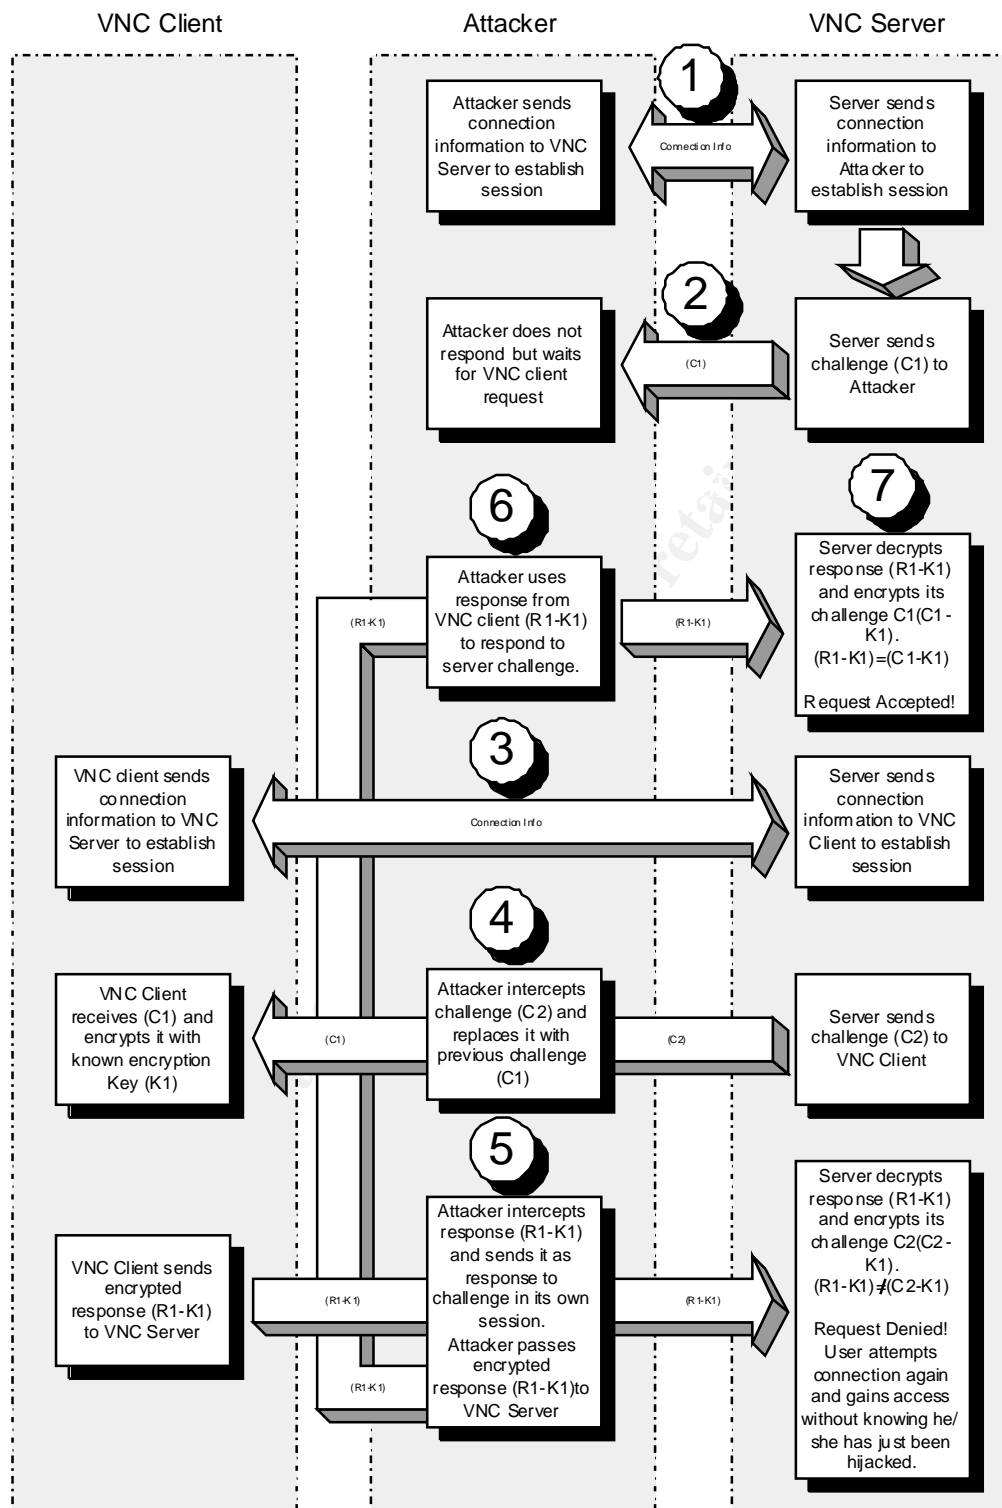 VNC Client
Attacker
VNC Server
1
Attacker sends
connection
information to VNC
Server to establish
session
Connection Info
Server sends
connection
information to
Attacker to
establish session
2
Attacker does not
respond but waits
for VNC client
request
(C1)
Server sends
challenge (C1) to
Attacker
retai
6
7
(R1-K1)
Attacker uses
response from
VNC client (R1-K1)
to respond to
server challenge.
(R1-K1)
Server decrypts
response (R1-K1)
and encrypts its
challenge C1(C1-
K1).
(R1-K1)=(C1-K1)
Request Accepted!
3
VNC client sends
connection
information to VNC
Server to establish
session
Connection Info
Server sends
connection
information to VNC
Client to establish
session
4
VNC Client
receives (C1) and
encrypts it with
known encryption
Key (K1)
(C1)
Attacker intercepts
challenge (C2) and
replaces it with
previous challenge
(C1)
(C2)
Server sends
challenge (C2) to
VNC Client
5
VNC Client sends
encrypted
response (R1-K1)
to VNC Server
(R1-K1)
Attacker intercepts
response (R1-K1)
and sends it as
response to
challenge in its own
session.
Attacker passes
encrypted
response (R1-K1)to
VNC Server
(R1-K1)
(R1-K1)
Server decrypts
response (R1-K1)
and encrypts its
challenge C2(C2-
K1).
(R1-K1)≠(C2-K1)
Request Denied!
User attempts
connection again
and gains access
without knowing he/
she has just been
hijacked.